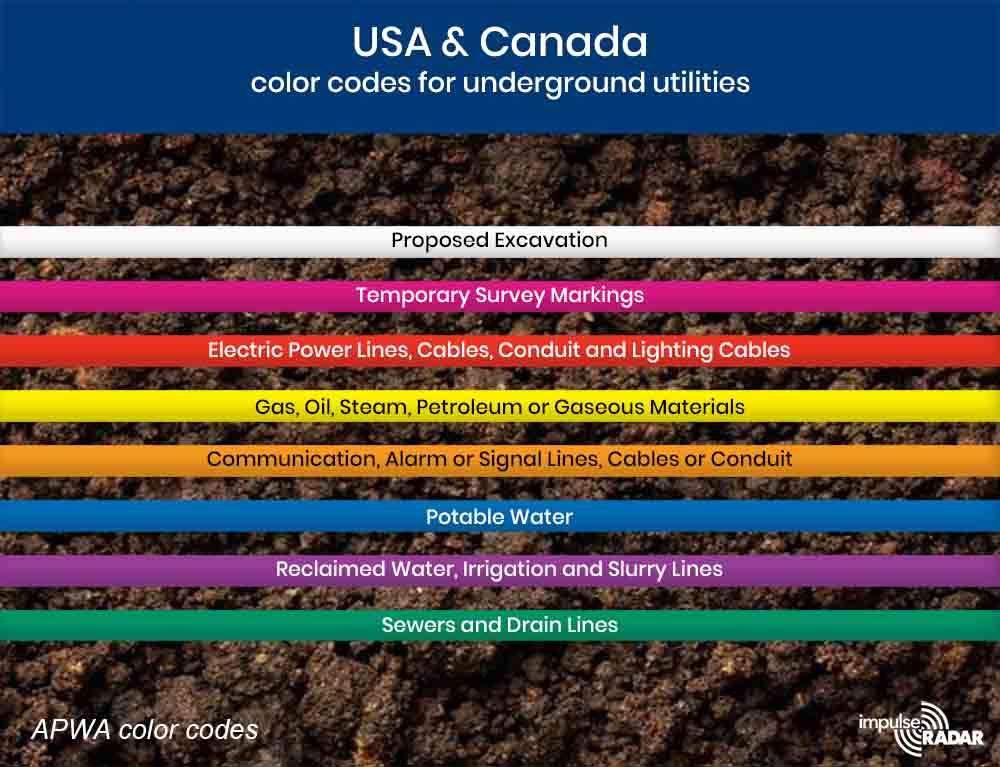 USA & Canada
color codes for underground utilities
Proposed Excavation
Temporary Survey Markings
Electric Power Lines, Cables, Conduit and Lighting Cables
Gas, Oil, Steam, Petroleum or Gaseous Materials
Communication, Alarm or Signal Lines, Cables or Conduit
Potable Water
Reclaimed Water, Irrigation and Slurry Lines
Sewers and Drain Lines
APWA color codes
impulse
RADAR